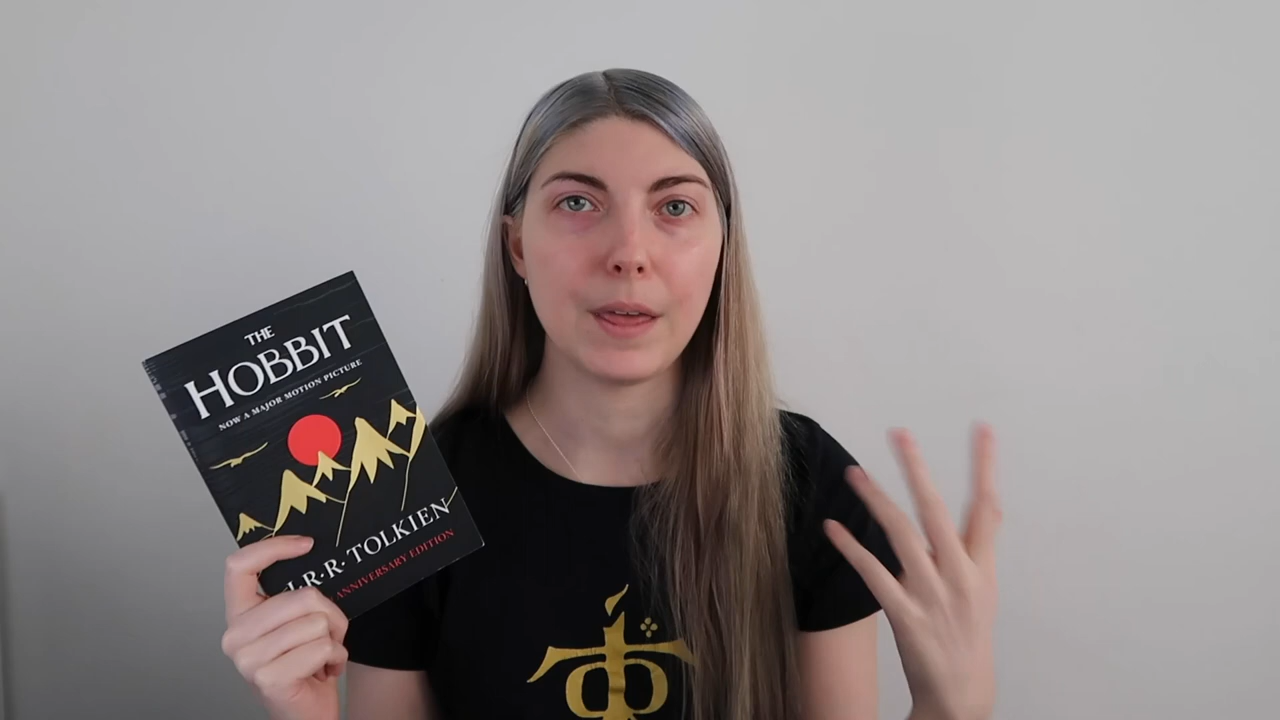 THE
HOBBIT
NOW A MAJOR MOTION PICTURE
J.R.R. TOLKIEN
ANNIVERSARY EDITION